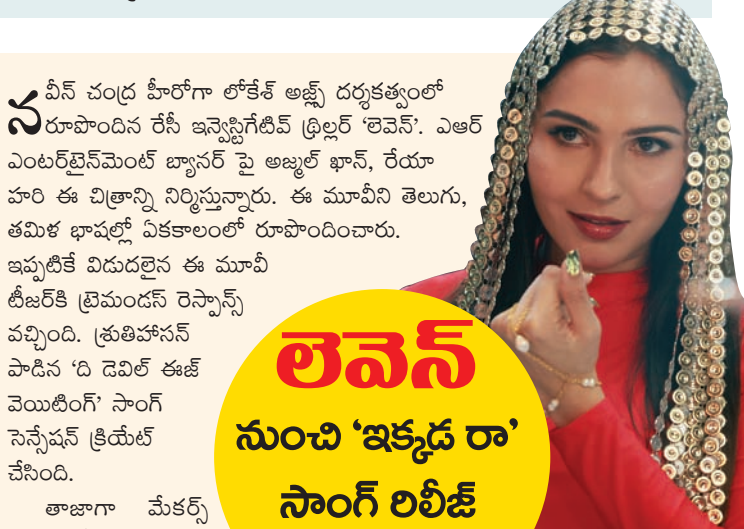 నవీన్ చంద్ర హీరోగా లోకేశ్ అజ్ల్స్ దర్శకత్వంలో
రూపొందిన రేసీ ఇన్వెస్టిగేటివ్ థ్రిల్లర్ ‘లెవెన్’. ఎఆర్
ఎంటర్‌టైన్‌మెంట్ బ్యానర్ పై అజ్మల్ ఖాన్, రేయా
హరి ఈ చిత్రాన్ని నిర్మిస్తున్నారు. ఈ మూవీని తెలుగు,
తమిళ భాషల్లో ఏకకాలంలో రూపొందించారు.
ఇప్పటికే విడుదలైన ఈ మూవీ
టీజర్‌కి ట్రెమండస్ రెస్పాన్స్
వచ్చింది. శ్రుతిహాసన్
పాడిన ‘ది డెవిల్ ఈజ్
వెయిటింగ్’ సాంగ్
సెన్సేషన్ క్రియేట్
చేసింది.
తాజాగా మేకర్స్
లెవెన్
నుంచి ‘ఇక్కడ రా’
సాంగ్ రిలీజ్